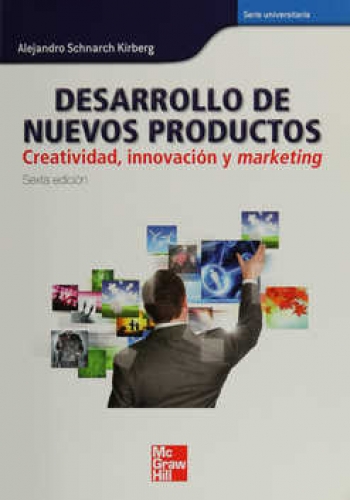 Alejandro Schnarch Kirberg
Serie universitaria
DESARROLLO DE
NUEVOS PRODUCTOS
Creatividad, innovación y marketing
Sexta edición
Mc
Graw
Hill